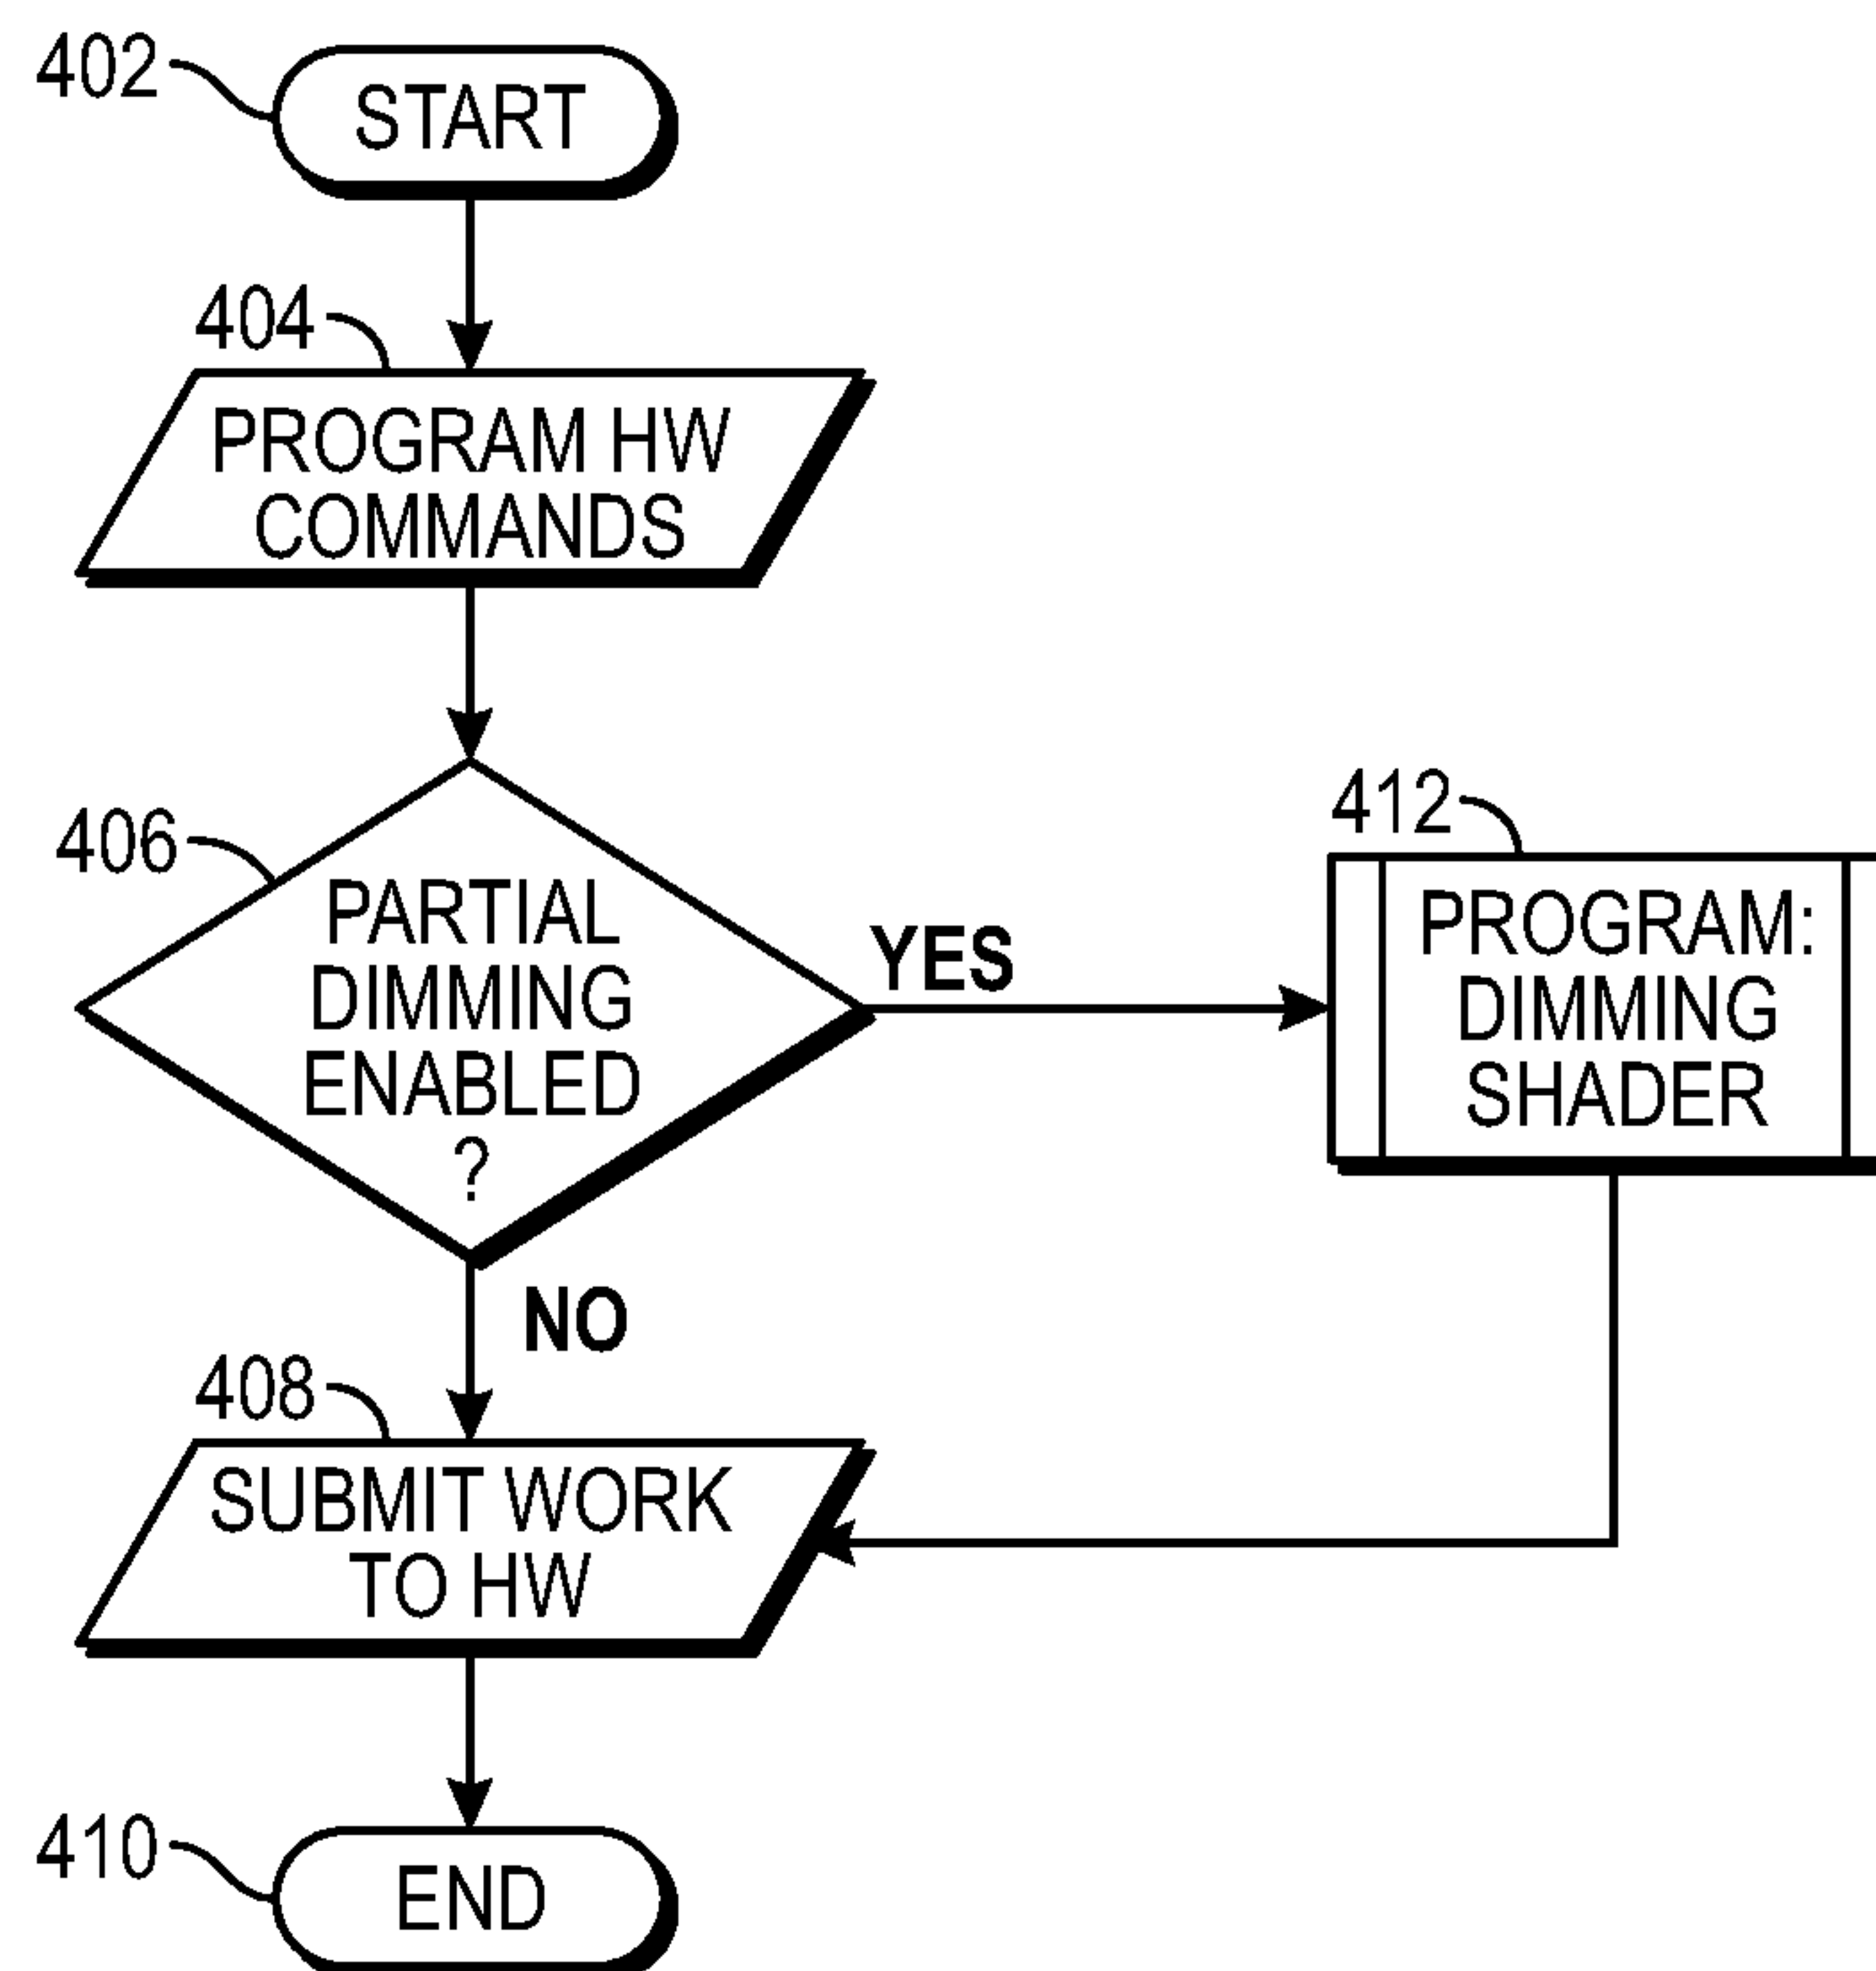 402
START
404
PROGRAM HW
COMMANDS
406
PARTIAL
DIMMING
ENABLED
?
YES
412
PROGRAM:
DIMMING
SHADER
NO
408
SUBMIT WORK
TO HW
410
END